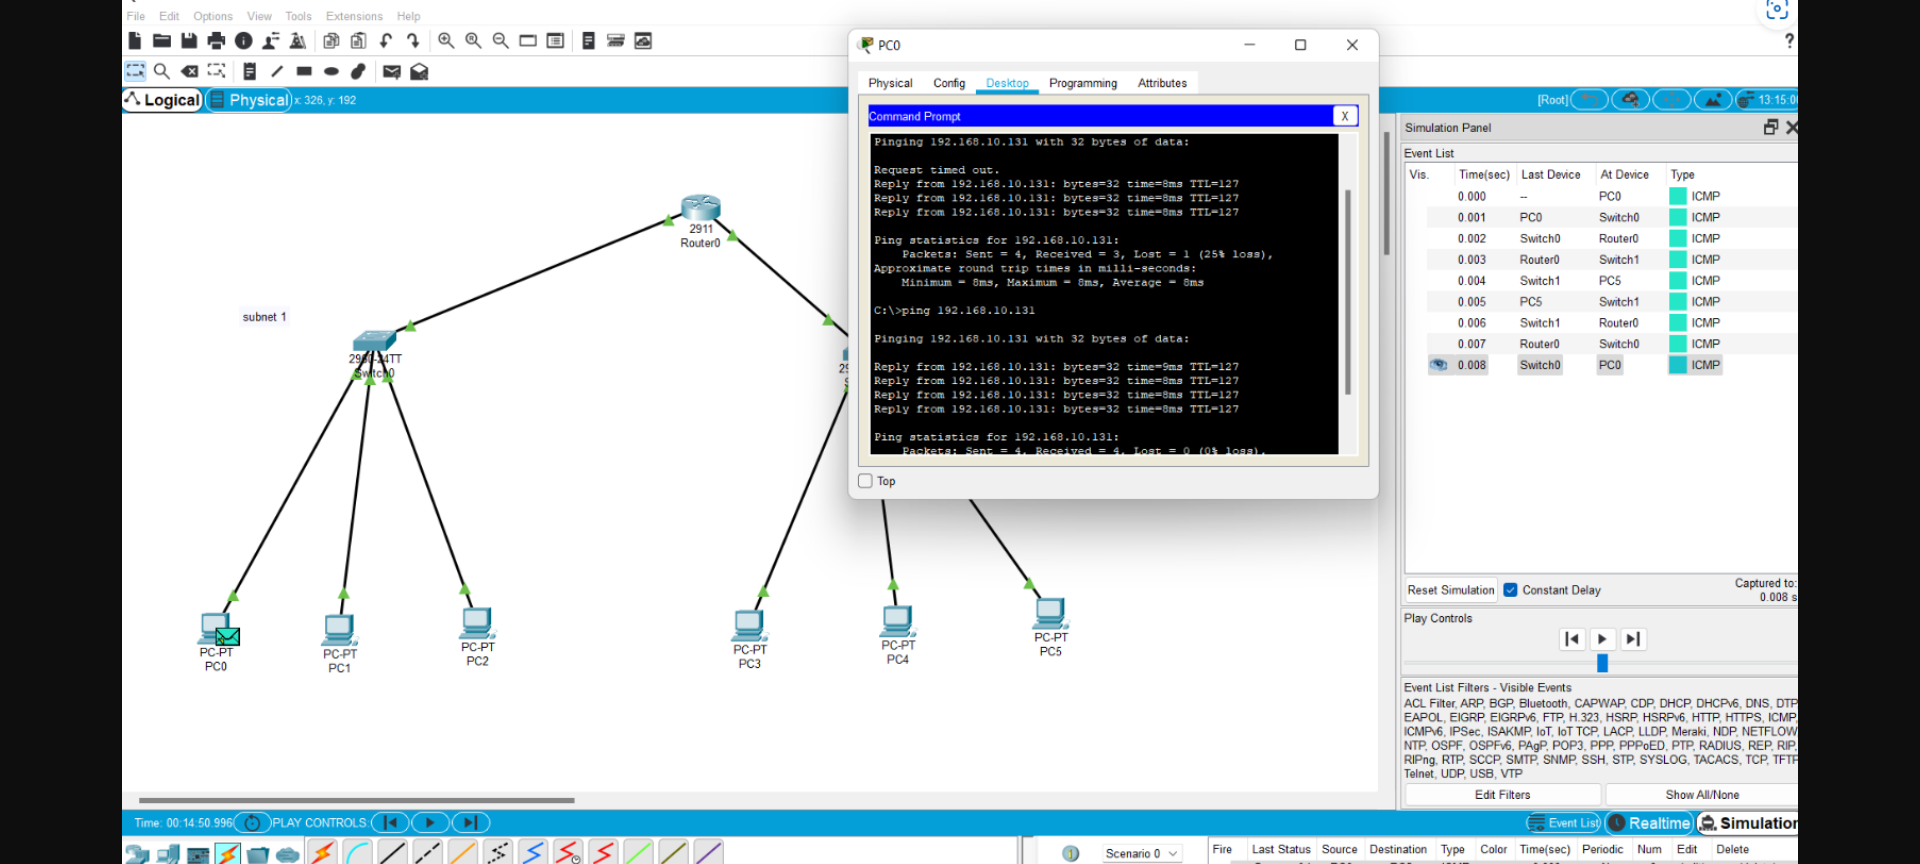 File Edit Options View Tools Extensions Help
?
Logical Physical x: 326, y: 192
[Root] 13:15:00
2911
Router0
subnet 1
Switch0
PC-PT
PC0
PC-PT
PC1
PC-PT
PC2
PC-PT
PC3
PC-PT
PC4
PC-PT
PC5
PC0
Physical Config Desktop Programming Attributes
Command Prompt X
Pinging 192.168.10.131 with 32 bytes of data:
Request timed out.
Reply from 192.168.10.131: bytes=32 time=8ms TTL=127
Reply from 192.168.10.131: bytes=32 time=8ms TTL=127
Reply from 192.168.10.131: bytes=32 time=8ms TTL=127
Ping statistics for 192.168.10.131:
Packets: Sent = 4, Received = 3, Lost = 1 (25% loss),
Approximate round trip times in milli-seconds:
Minimum = 8ms, Maximum = 8ms, Average = 8ms
C:\>ping 192.168.10.131
Pinging 192.168.10.131 with 32 bytes of data:
Reply from 192.168.10.131: bytes=32 time=9ms TTL=127
Reply from 192.168.10.131: bytes=32 time=8ms TTL=127
Reply from 192.168.10.131: bytes=32 time=8ms TTL=127
Reply from 192.168.10.131: bytes=32 time=8ms TTL=127
Ping statistics for 192.168.10.131:
Packets: Sent = 4, Received = 4, Lost = 0 (0% loss),
Top
Simulation Panel
Event List
Vis. Time(sec) Last Device At Device Type
0.000 -- PC0 ICMP
0.001 PC0 Switch0 ICMP
0.002 Switch0 Router0 ICMP
0.003 Router0 Switch1 ICMP
0.004 Switch1 PC5 ICMP
0.005 PC5 Switch1 ICMP
0.006 Switch1 Router0 ICMP
0.007 Router0 Switch0 ICMP
0.008 Switch0 PC0 ICMP
Reset Simulation Constant Delay Captured to:
0.008 s
Play Controls
Event List Filters - Visible Events
ACL Filter, ARP, BGP, Bluetooth, CAPWAP, CDP, DHCP, DHCPv6, DNS, DTP
EAPOL, EIGRP, EIGRPv6, FTP, H.323, HSRP, HSRPv6, HTTP, HTTPS, ICMP,
ICMPv6, IPSec, ISAKMP, IoT, IoT TCP, LACP, LLDP, Meraki, NDP, NETFLOW
NTP, OSPF, OSPFv6, PAgP, POP3, PPP, PPPoED, PTP, RADIUS, REP, RIP,
RIPng, RTP, SCCP, SMTP, SNMP, SSH, STP, SYSLOG, TACACS, TCP, TFTP
Telnet, UDP, USB, VTP
Edit Filters Show All/None
Time: 00:14:50.996 PLAY CONTROLS: Event List Realtime Simulation
Scenario 0 Fire Last Status Source Destination Type Color Time(sec) Periodic Num Edit Delete